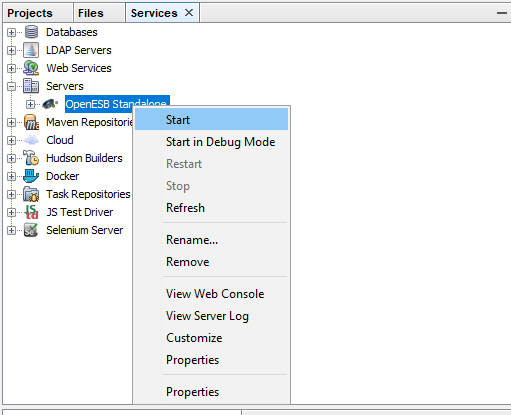 Projects Files Services
Databases
LDAP Servers
Web Services
Servers
OpenESB Standalone
Maven Repositorie
Cloud
Hudson Builders
Docker
Task Repositories
JS Test Driver
Selenium Server
Start
Start in Debug Mode
Restart
Stop
Refresh
Rename...
Remove
View Web Console
View Server Log
Customize
Properties
Properties